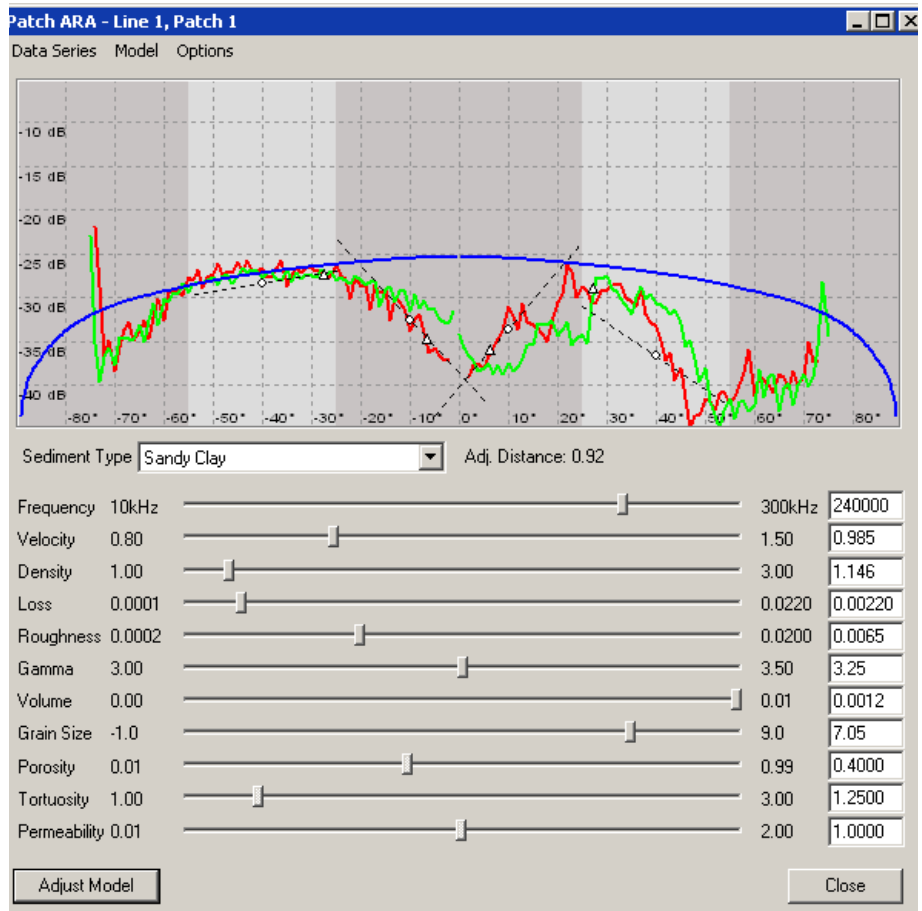 Patch ARA - Line 1, Patch 1
Data Series Model Options
-10 dB
-15 dB
-20 dB
-25 dB
-30 dB
-35 dB
-40 dB
-80° -70° -60° -50° -40° -30° -20° -10° 0° 10° 20° 30° 40° 50° 60° 70° 80°
Sediment Type Sandy Clay Adj. Distance: 0.92
Frequency 10kHz 300kHz 240000
Velocity 0.80 1.50 0.985
Density 1.00 3.00 1.146
Loss 0.0001 0.0220 0.00220
Roughness 0.0002 0.0200 0.0065
Gamma 3.00 3.50 3.25
Volume 0.00 0.01 0.0012
Grain Size -1.0 9.0 7.05
Porosity 0.01 0.99 0.4000
Tortuosity 1.00 3.00 1.2500
Permeability 0.01 2.00 1.0000
Adjust Model Close